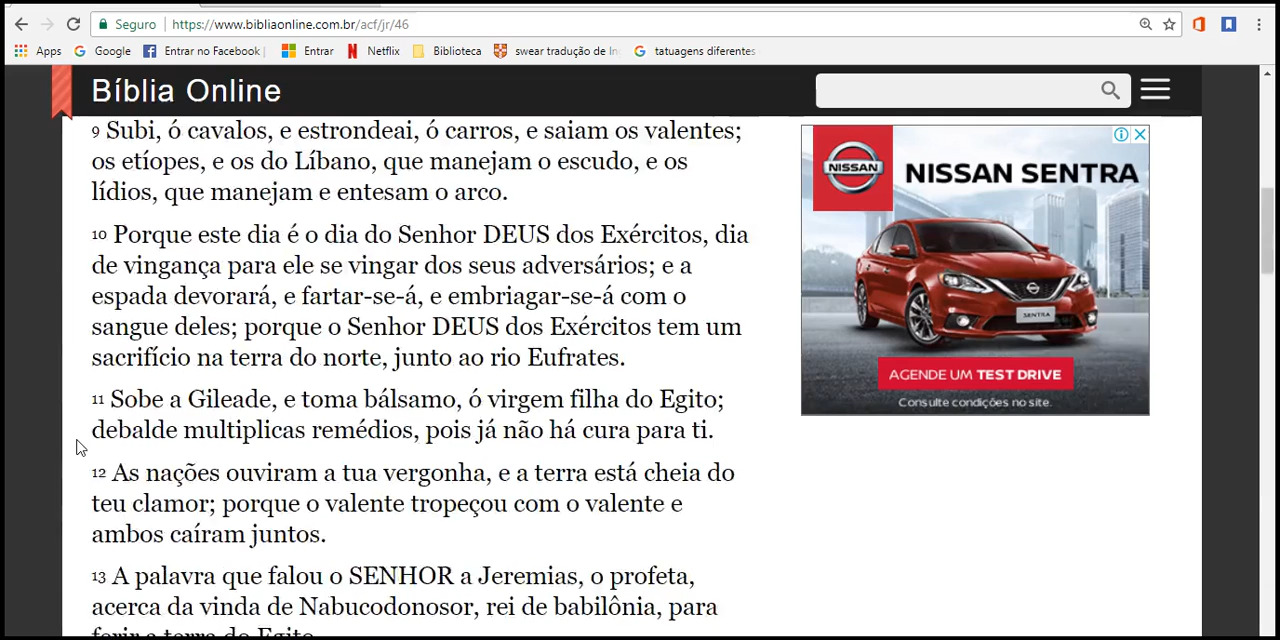 Seguro
https://www.bibliaonline.com.br/acf/jr/46
Apps Google Entrar no Facebook | Entrar Netflix Biblioteca swear tradução de In tatuagens diferentes
Bíblia Online
9 Subi, ó cavalos, e estrondeai, ó carros, e saiam os valentes;
os etíopes, e os do Líbano, que manejam o escudo, e os
lídios, que manejam e entesam o arco.
10 Porque este dia é o dia do Senhor DEUS dos Exércitos, dia
de vingança para ele se vingar dos seus adversários; e a
espada devorará, e fartar-se-á, e embriagar-se-á com o
sangue deles; porque o Senhor DEUS dos Exércitos tem um
sacrifício na terra do norte, junto ao rio Eufrates.
11 Sobe a Gileade, e toma bálsamo, ó virgem filha do Egito;
debalde multiplicas remédios, pois já não há cura para ti.
12 As nações ouviram a tua vergonha, e a terra está cheia do
teu clamor; porque o valente tropeçou com o valente e
ambos caíram juntos.
13 A palavra que falou o SENHOR a Jeremias, o profeta,
acerca da vinda de Nabucodonosor, rei de babilônia, para
ferir a terra do Egito.
NISSAN
NISSAN SENTRA
SENTRA
AGENDE UM TEST DRIVE
Consulte condições no site.